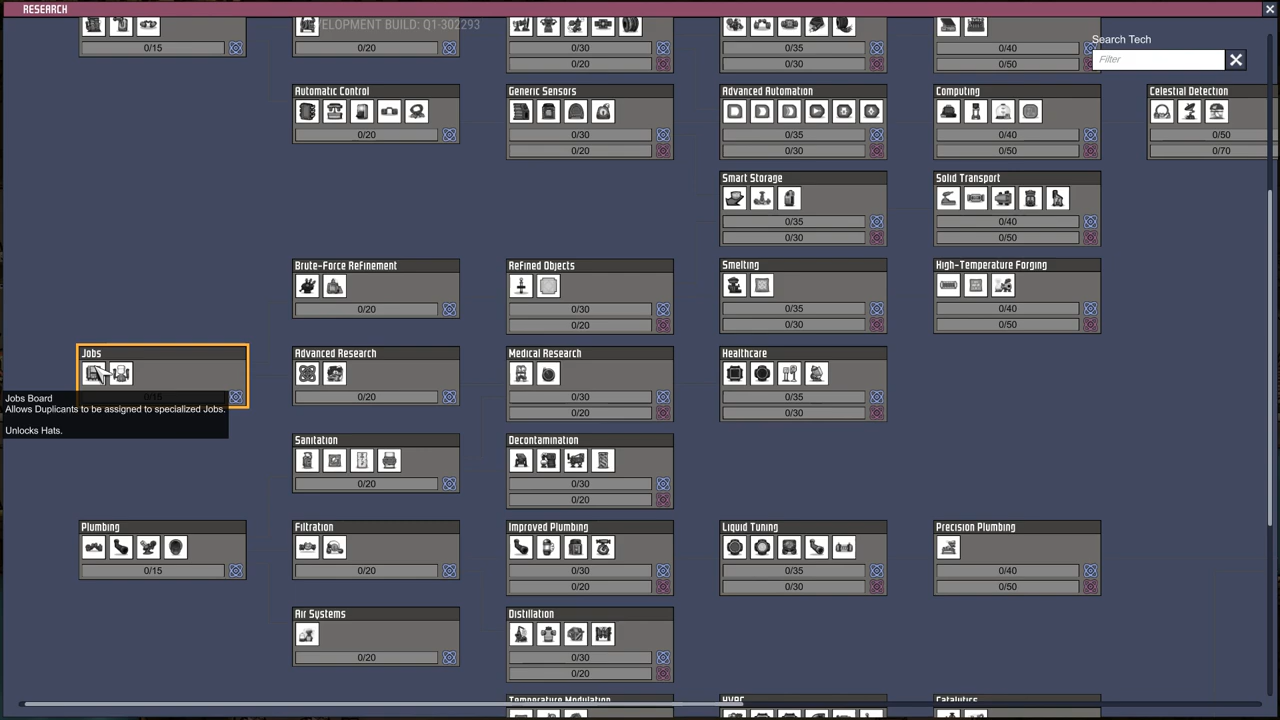 RESEARCH
DEVELOPMENT BUILD: Q1-302293
Search Tech
Filter
0/15
0/20
0/30
0/20
0/35
0/30
0/40
0/50
Automatic Control
0/20
Generic Sensors
0/30
0/20
Advanced Automation
0/35
0/30
Computing
0/40
0/50
Celestial Detection
0/50
0/70
Smart Storage
0/35
0/30
Solid Transport
0/40
0/50
Brute-Force Refinement
0/20
Refined Objects
0/30
0/20
Smelting
0/35
0/30
High-Temperature Forging
0/40
0/50
Jobs
0/15
Jobs Board
Allows Duplicants to be assigned to specialized Jobs.
Unlocks Hats.
Advanced Research
0/20
Medical Research
0/30
0/20
Healthcare
0/35
0/30
Sanitation
0/20
Decontamination
0/30
0/20
Plumbing
0/15
Filtration
0/20
Improved Plumbing
0/30
0/20
Liquid Tuning
0/35
0/30
Precision Plumbing
0/40
0/50
Air Systems
0/20
Distillation
0/30
0/20
Temperature Modulation
HVAC
Catalytics